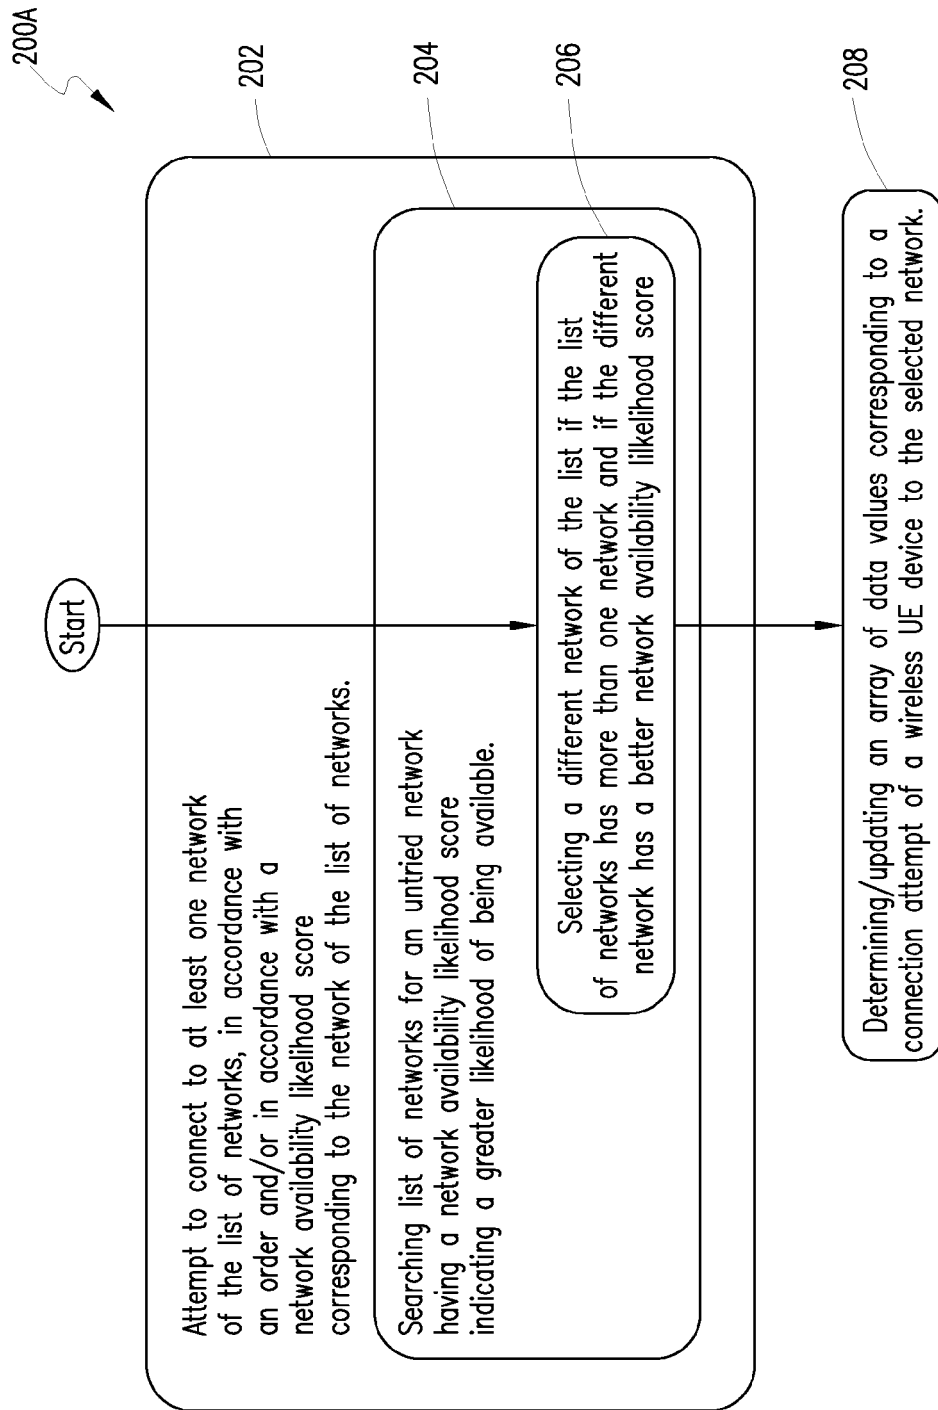 200A
Start
202
Attempt to connect to at least one network
of the list of networks, in accordance with
an order and/or in accordance with a
network availability likelihood score
corresponding to the network of the list of networks.
204
Searching list of networks for an untried network
having a network availability likelihood score
indicating a greater likelihood of being available.
206
Selecting a different network of the list if the list
of networks has more than one network and if the different
network has a better network availability lilkelihood score
208
Determining/updating an array of data values corresponding to a
connection attempt of a wireless UE device to the selected network.